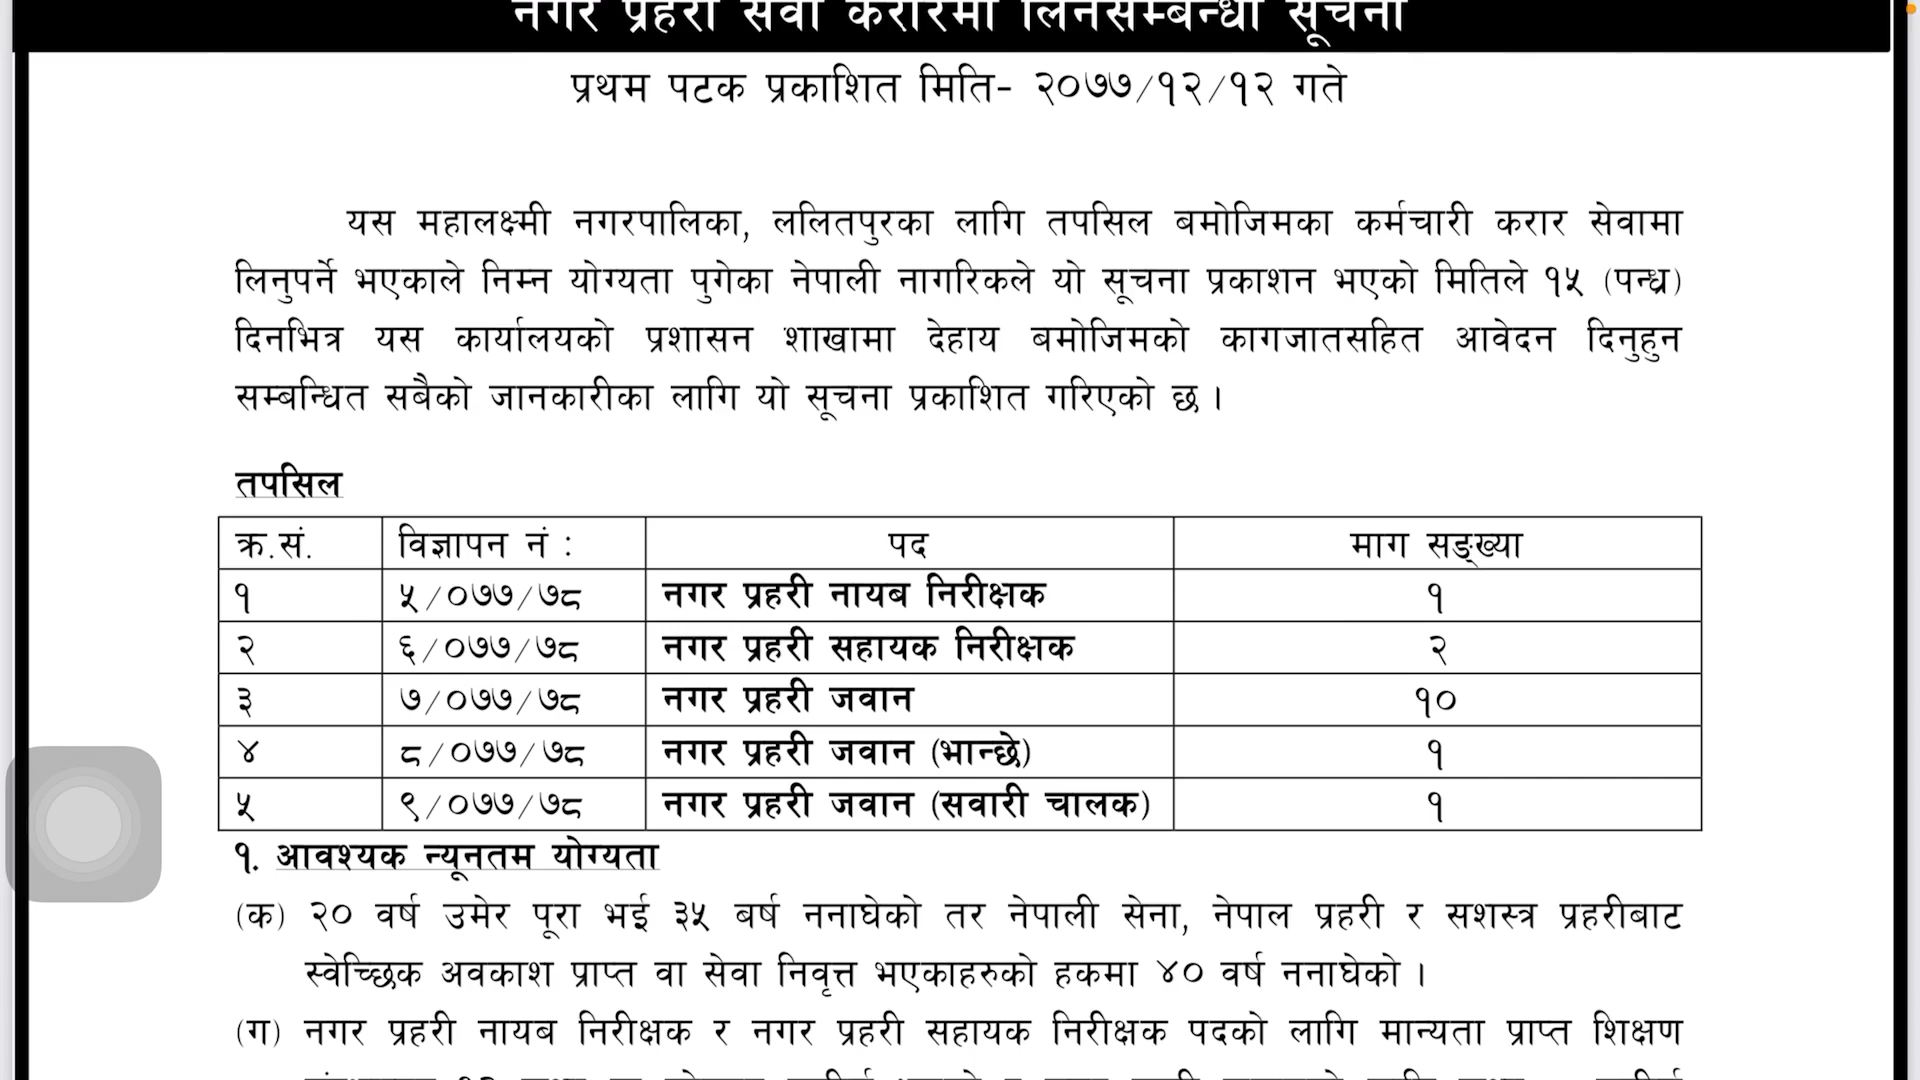 नगर प्रहरी सेवा करारमा लिनेसम्बन्धी सूचना
प्रथम पटक प्रकाशित मिति- २०७७/१२/१२ गते
यस महालक्ष्मी नगरपालिका, ललितपुरका लागि तपसिल बमोजिमका कर्मचारी करार सेवामा
लिनुपर्ने भएकाले निम्न योग्यता पुगेका नेपाली नागरिकले यो सूचना प्रकाशन भएको मितिले १५ (पन्ध्र)
दिनभित्र यस कार्यालयको प्रशासन शाखामा देहाय बमोजिमको कागजातसहित आवेदन दिनुहुन
सम्बन्धित सबैको जानकारीका लागि यो सूचना प्रकाशित गरिएको छ ।
तपसिल
क्र.सं. विज्ञापन नं : पद माग सङ्ख्या
१ ५/०७७/७८ नगर प्रहरी नायब निरीक्षक १
२ ६/०७७/७८ नगर प्रहरी सहायक निरीक्षक २
३ ७/०७७/७८ नगर प्रहरी जवान १०
४ ८/०७७/७८ नगर प्रहरी जवान (भान्छे) १
५ ९/०७७/७८ नगर प्रहरी जवान (सवारी चालक) १
१. आवश्यक न्यूनतम योग्यता
(क) २० वर्ष उमेर पूरा भई ३५ बर्ष ननाघेको तर नेपाली सेना, नेपाल प्रहरी र सशस्त्र प्रहरीबाट
स्वेच्छिक अवकाश प्राप्त वा सेवा निवृत्त भएकाहरुको हकमा ४० वर्ष ननाघेको ।
(ग) नगर प्रहरी नायब निरीक्षक र नगर प्रहरी सहायक निरीक्षक पदको लागि मान्यता प्राप्त शिक्षण